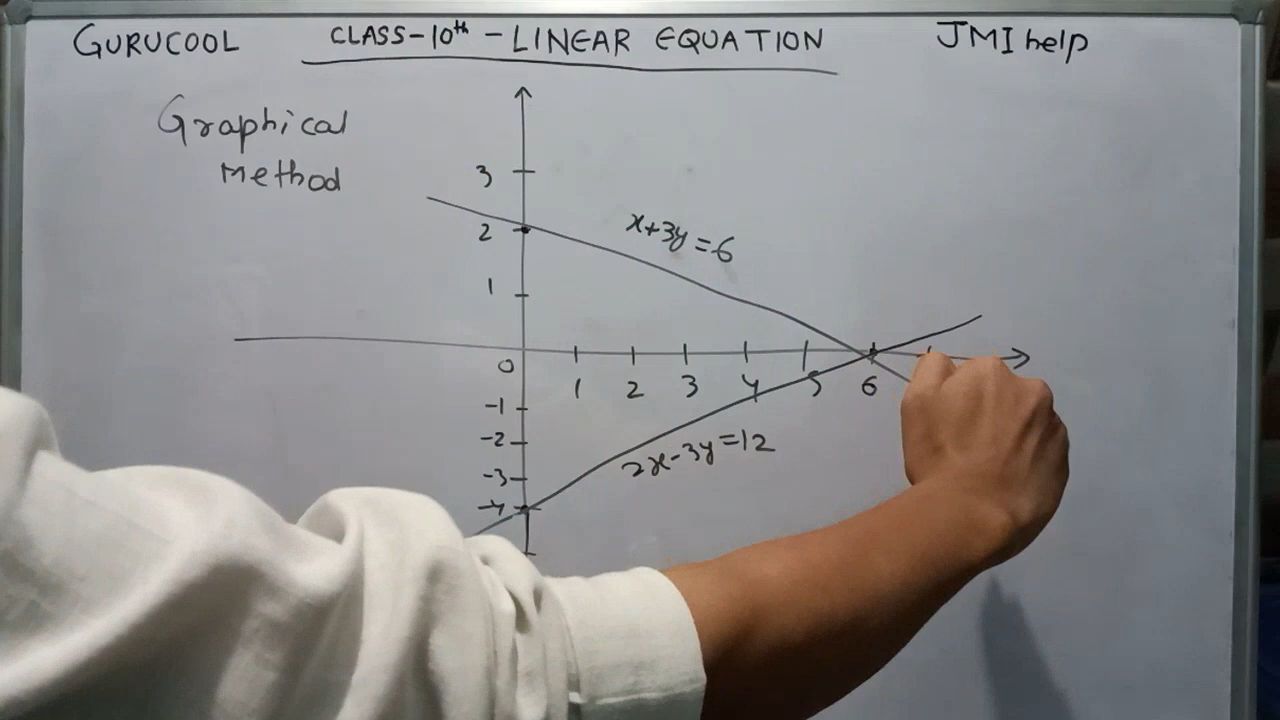 GURUCOOL CLASS-10th - LINEAR EQUATION JMI help
Graphical
Method
3
x+3y=6
2
1
0
1 2 3 4 5 6
-1
-2
2x-3y=12
-3
-4